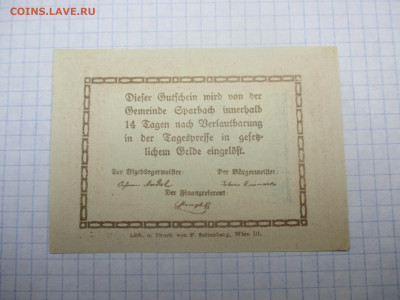 COINS.LAVE.RU
Dieser Gutschein wird von der
Gemeinde Sparbach innerhalb
14 Tagen nach Verlautbarung
in der Tagespresse in gesetz-
lichem Gelde eingelöst.
Der Vizebürgermeister: Der Bürgermeister:
Der Finanzreferent:
Lith. u. Druck von F. Wien III.